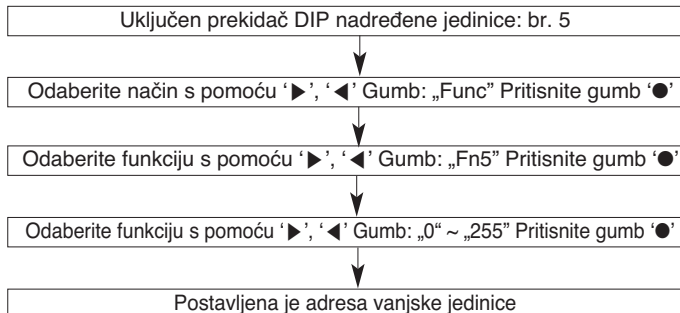 Uključen prekidač DIP nadređene jedinice: br. 5
Odaberite način s pomoću ‘▶’, ‘◀’ Gumb: „Func” Pritisnite gumb ‘●’
Odaberite funkciju s pomoću ‘▶’, ‘◀’ Gumb: „Fn5” Pritisnite gumb ‘●’
Odaberite funkciju s pomoću ‘▶’, ‘◀’ Gumb: „0“ ~ „255” Pritisnite gumb ‘●’
Postavljena je adresa vanjske jedinice